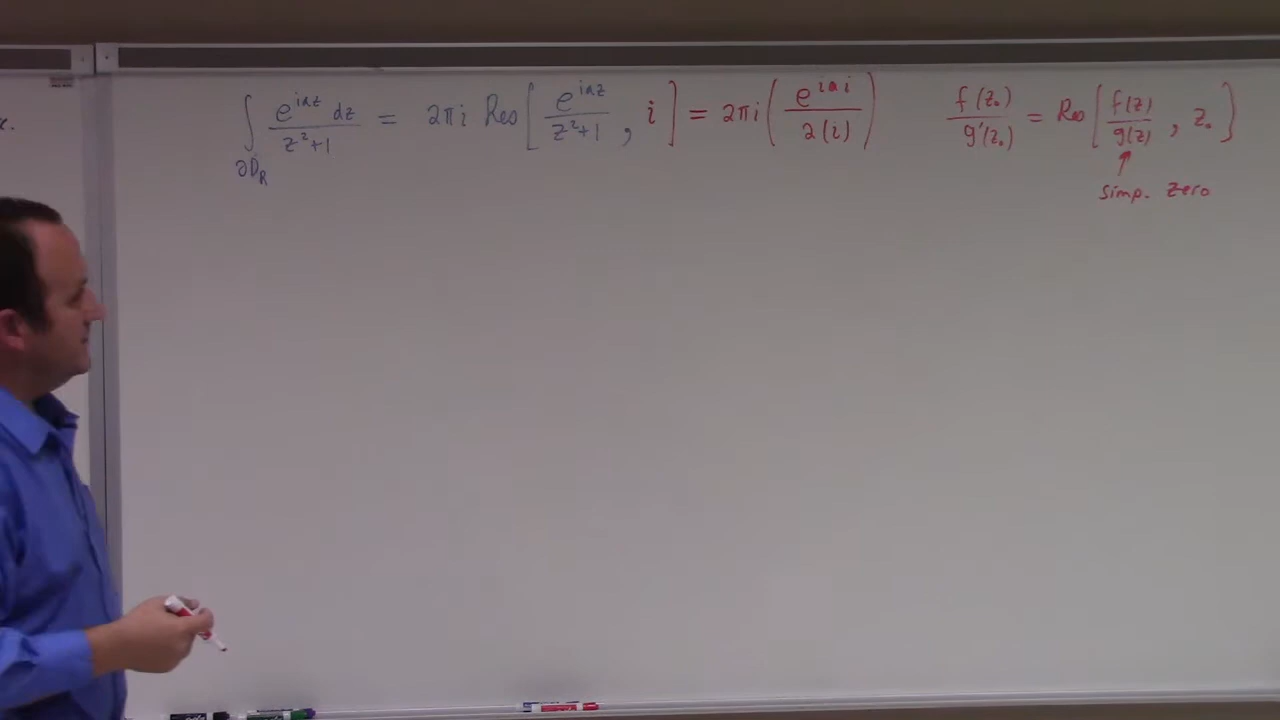 x.
∫_{∂D_R} e^{iaz} dz / (z²+1) = 2πi Res[ e^{iaz} / (z²+1) , i ] = 2πi ( e^{iai} / 2(i) )
f(z₀) / g'(z₀) = Res[ f(z) / g(z) , z₀ ]
↑
simp. zero